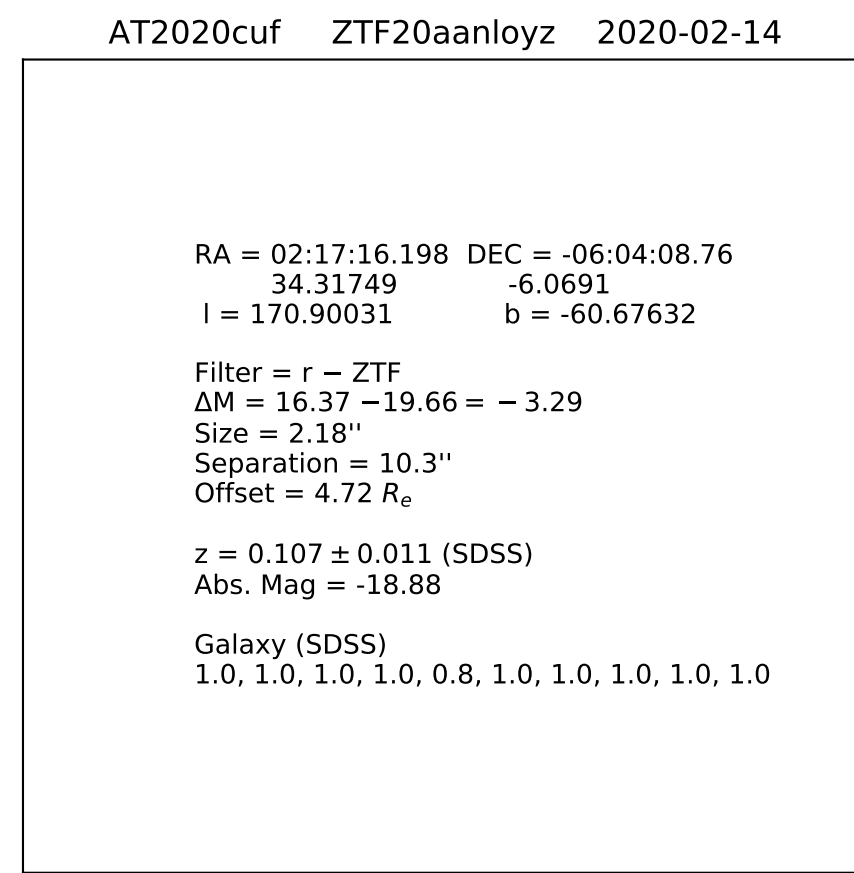 AT2020cuf ZTF20aanloyz 2020-02-14
RA = 02:17:16.198 DEC = -06:04:08.76
34.31749 -6.0691
l = 170.90031 b = -60.67632
Filter = r − ZTF
ΔM = 16.37 −19.66 = − 3.29
Size = 2.18''
Separation = 10.3''
Offset = 4.72 Rₑ
z = 0.107 ± 0.011 (SDSS)
Abs. Mag = -18.88
Galaxy (SDSS)
1.0, 1.0, 1.0, 1.0, 0.8, 1.0, 1.0, 1.0, 1.0, 1.0